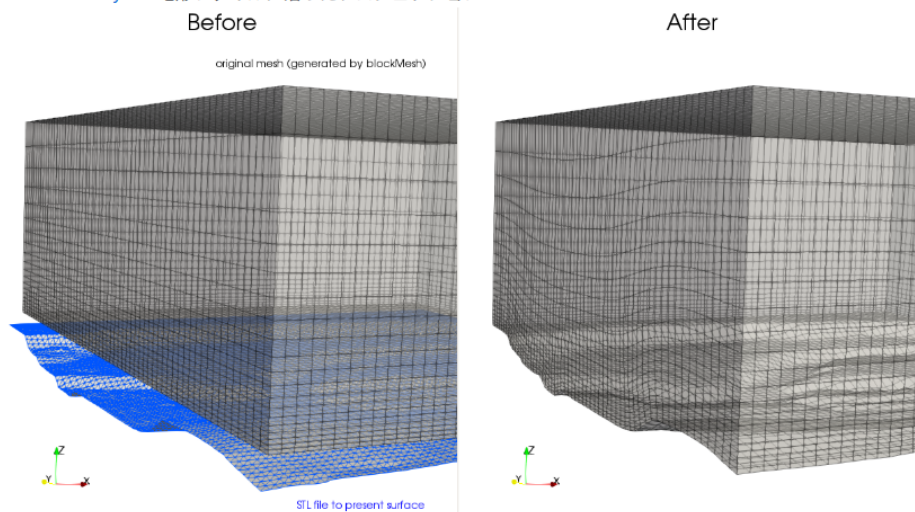 Before
After
original mesh (generated by blockMesh)
Z
Y
X
Z
Y
X
STL file to present surface